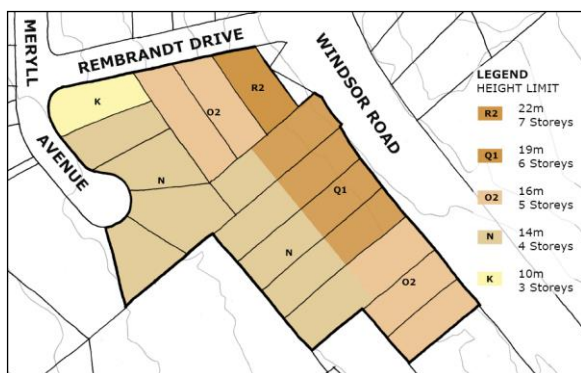 MERYLL
AVENUE
REMBRANDT DRIVE
WINDSOR ROAD
K
O2
R2
N
Q1
N
O2
LEGEND
HEIGHT LIMIT
R2 22m
7 Storeys
Q1 19m
6 Storeys
O2 16m
5 Storeys
N 14m
4 Storeys
K 10m
3 Storeys